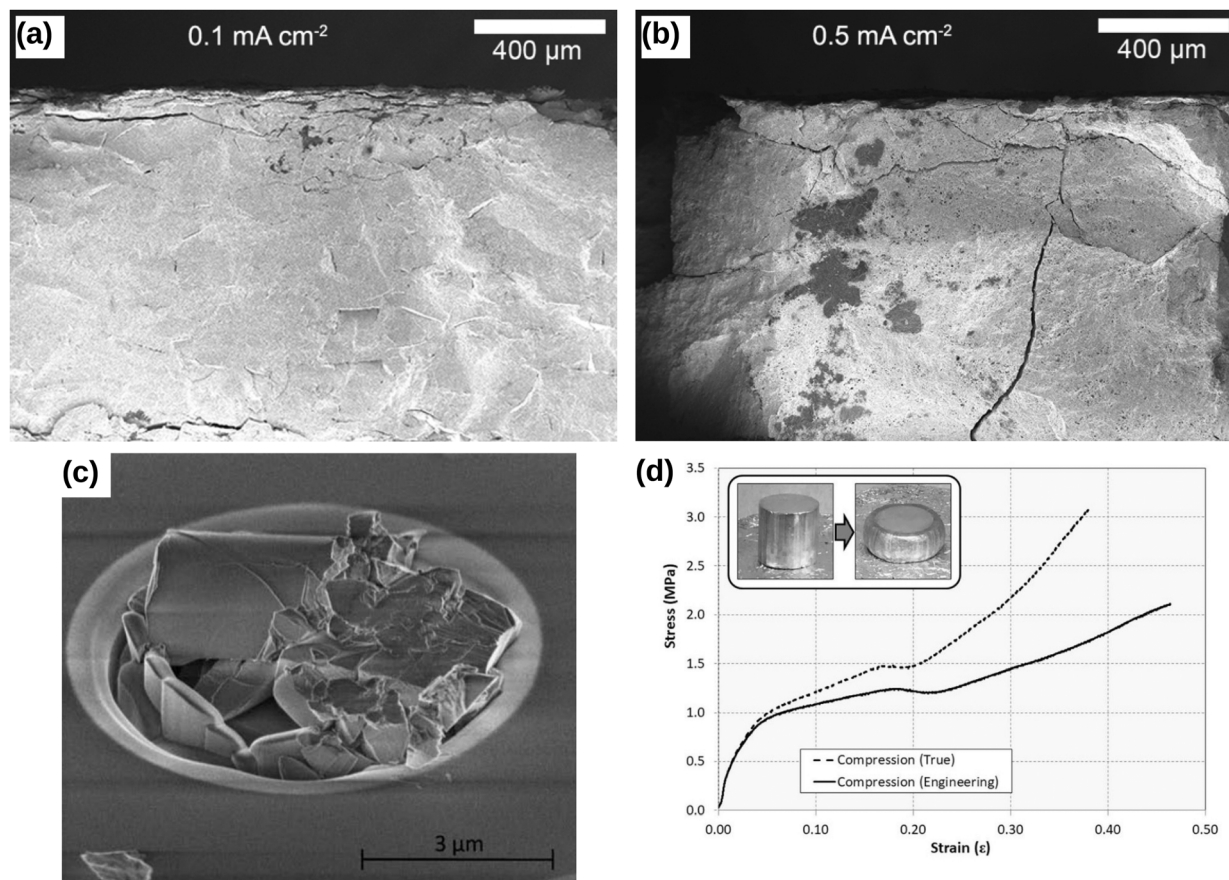 (a)
0.1 mA cm⁻²
400 µm
(b)
0.5 mA cm⁻²
400 µm
(c)
3 µm
(d)
3.5
3.0
2.5
2.0
1.5
1.0
0.5
0.0
Stress (MPa)
Compression (True)
Compression (Engineering)
0.00 0.10 0.20 0.30 0.40 0.50
Strain (ε)